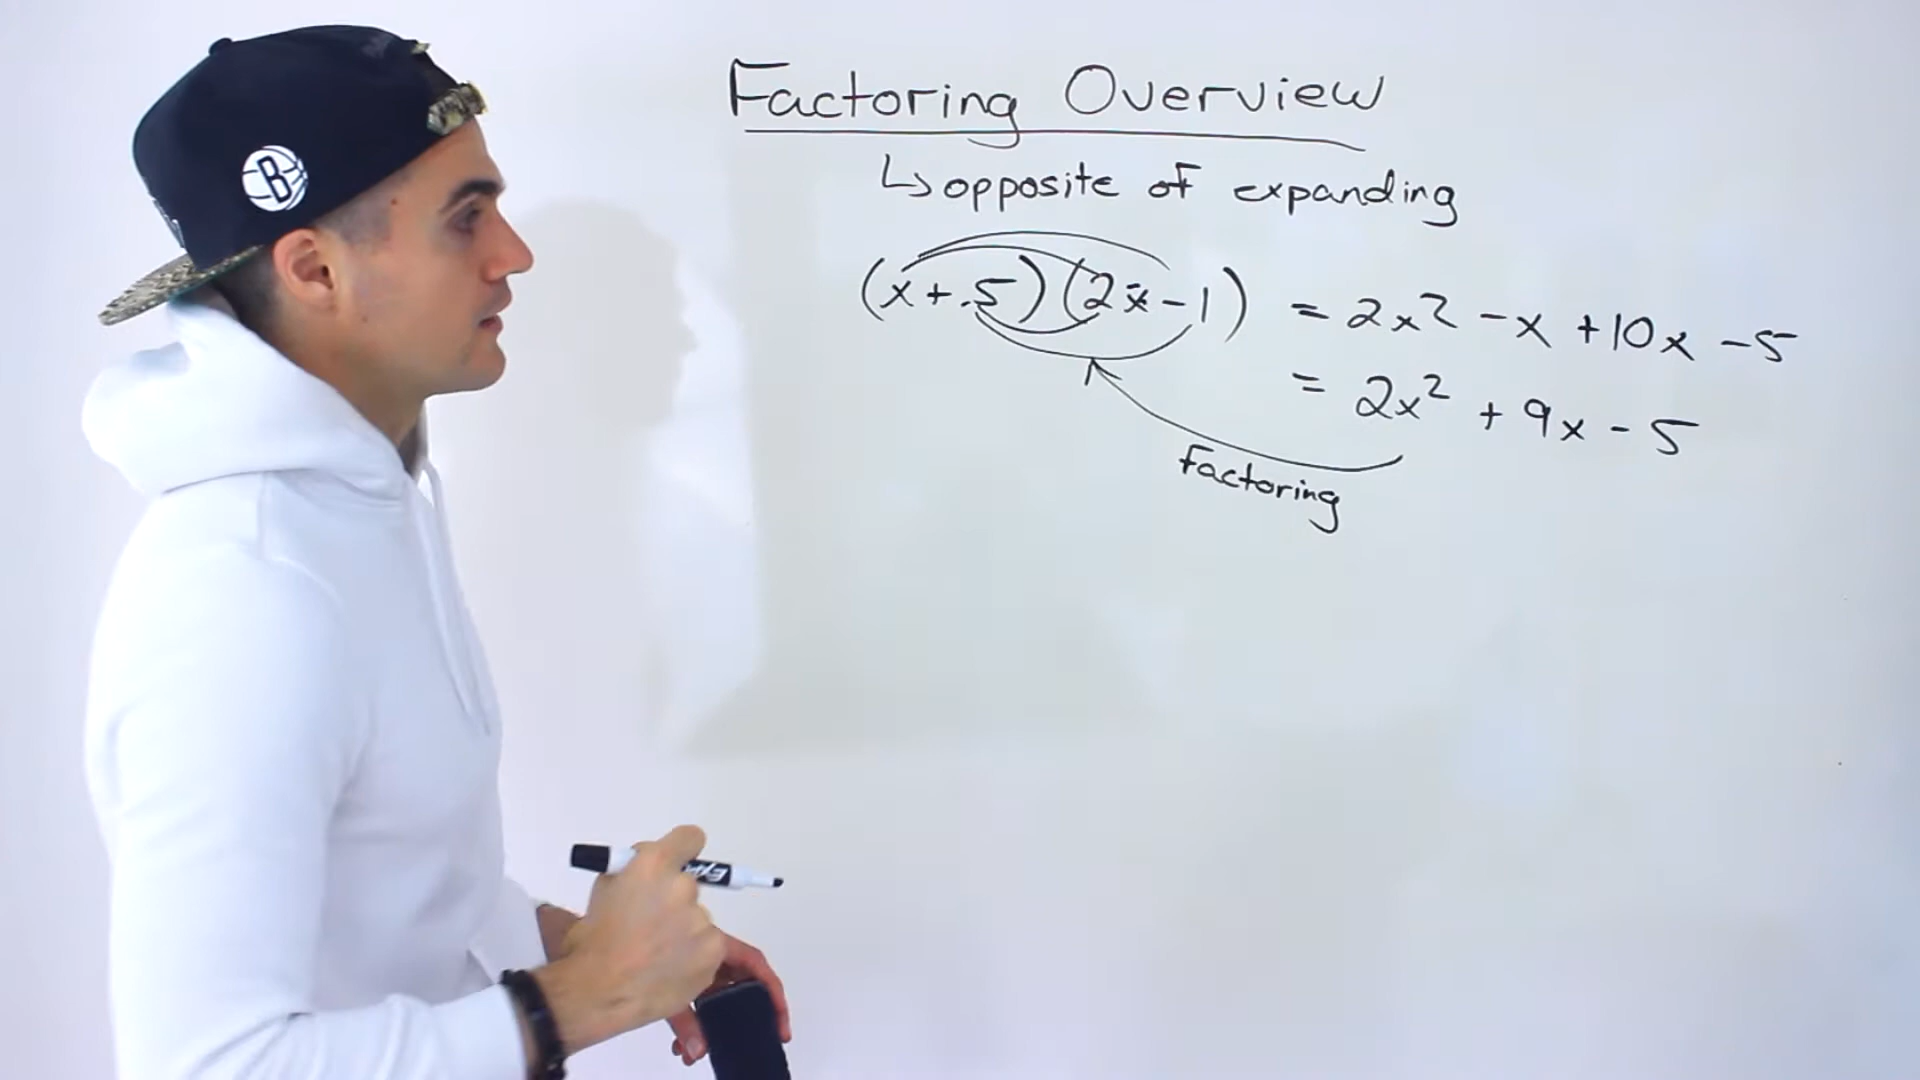 Factoring Overview
↳ opposite of expanding
(x + 5)(2x - 1) = 2x² - x + 10x - 5
= 2x² + 9x - 5
Factoring
B